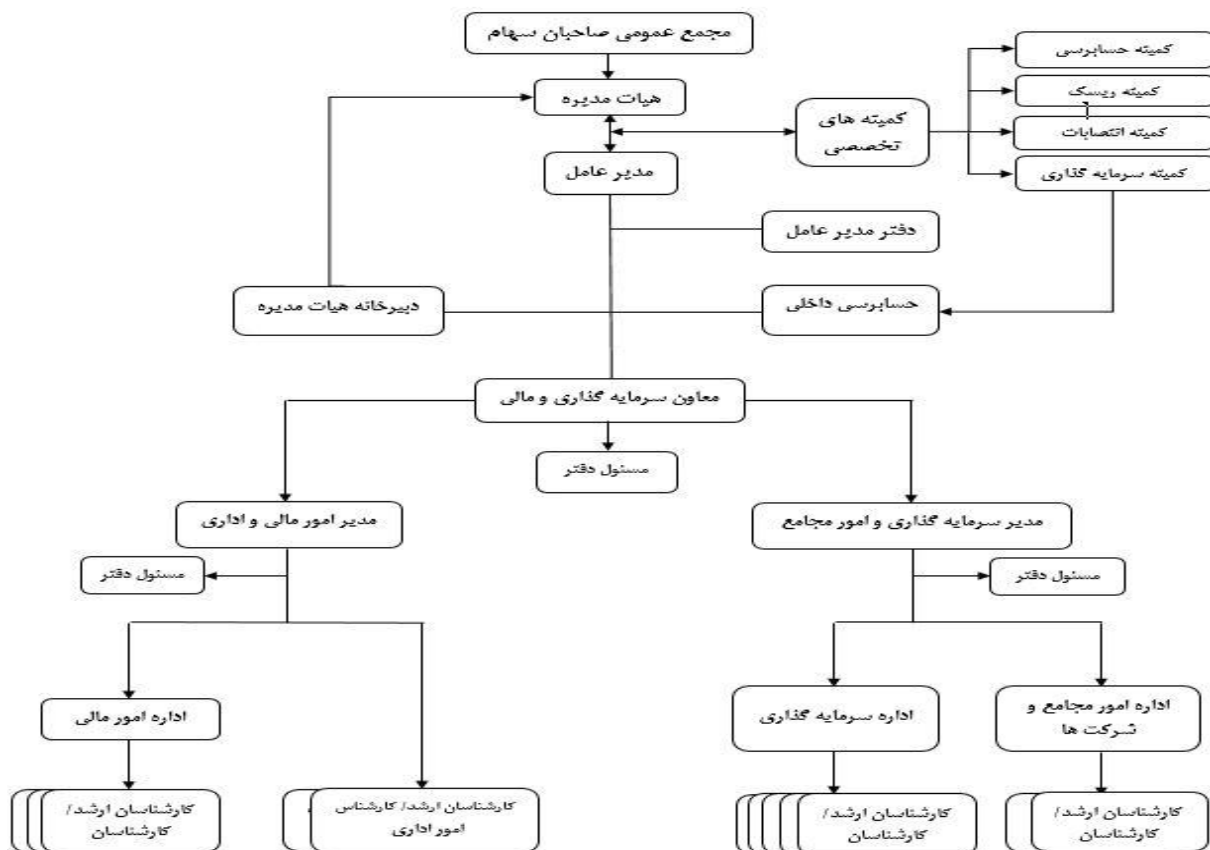 مجمع عمومی صاحبان سهام
هیات مدیره
کمیته های
تخصصی
کمیته حسابرسی
کمیته ریسک
کمیته انتصابات
کمیته سرمایه گذاری
مدیر عامل
دفتر مدیر عامل
حسابرسی داخلی
دبیرخانه هیات مدیره
معاون سرمایه گذاری و مالی
مسئول دفتر
مدیر سرمایه گذاری و امور مجامع
مدیر امور مالی و اداری
مسئول دفتر
مسئول دفتر
اداره امور مجامع و
شرکت ها
اداره سرمایه گذاری
اداره امور مالی
کارشناسان ارشد/
کارشناسان
کارشناسان ارشد/
کارشناسان
کارشناسان ارشد/ کارشناس
امور اداری
کارشناسان ارشد/
کارشناسان